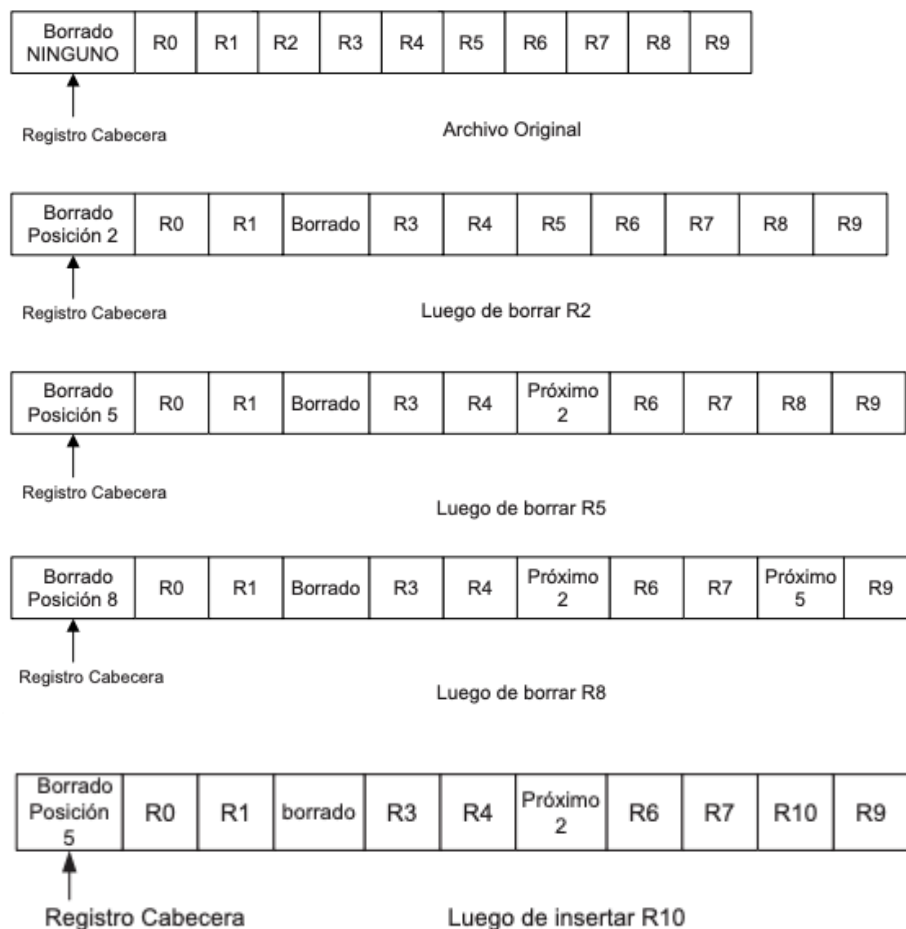 Borrado
NINGUNO
R0
R1
R2
R3
R4
R5
R6
R7
R8
R9
Registro Cabecera
Archivo Original
Borrado
Posición 2
R0
R1
Borrado
R3
R4
R5
R6
R7
R8
R9
Registro Cabecera
Luego de borrar R2
Borrado
Posición 5
R0
R1
Borrado
R3
R4
Próximo
2
R6
R7
R8
R9
Registro Cabecera
Luego de borrar R5
Borrado
Posición 8
R0
R1
Borrado
R3
R4
Próximo
2
R6
R7
Próximo
5
R9
Registro Cabecera
Luego de borrar R8
Borrado
Posición
5
R0
R1
borrado
R3
R4
Próximo
2
R6
R7
R10
R9
Registro Cabecera
Luego de insertar R10